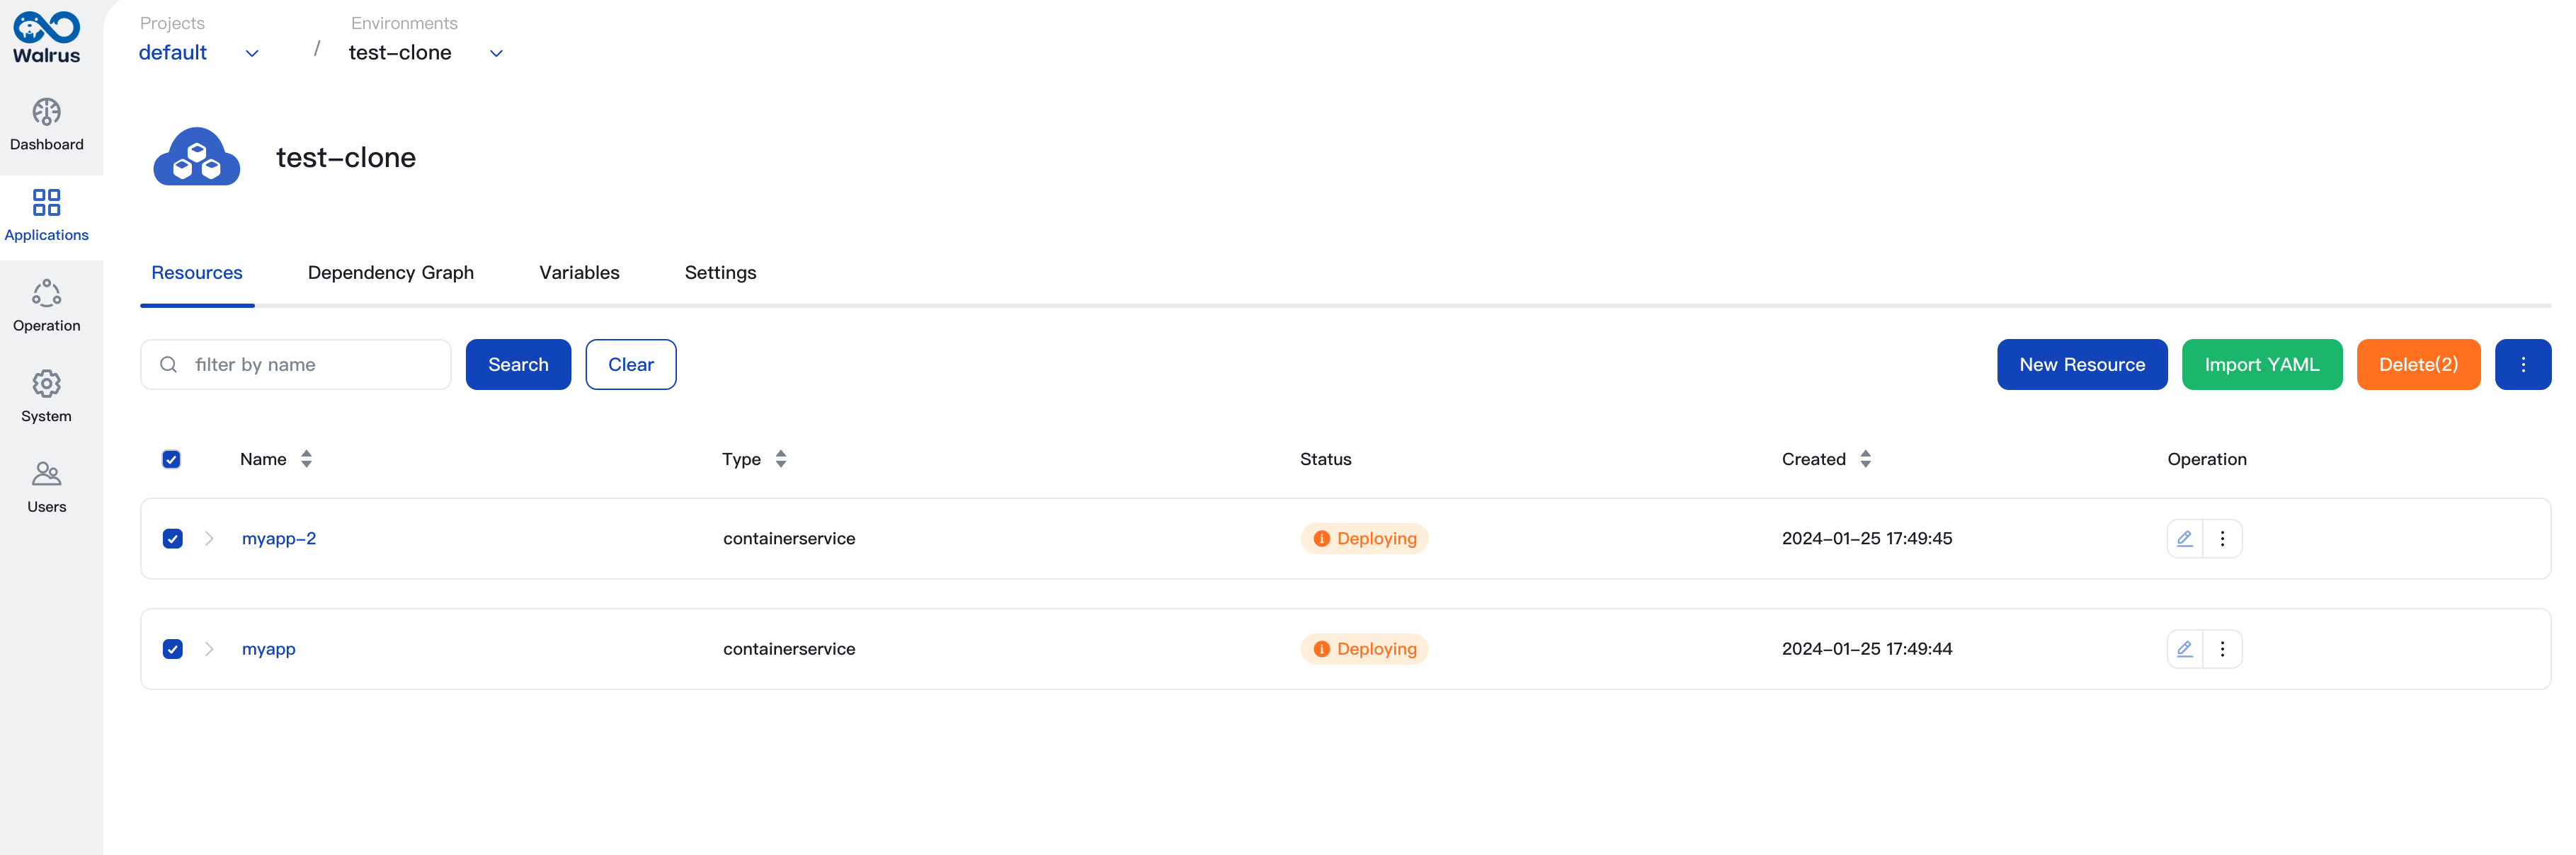 Walrus
Dashboard
Applications
Operation
System
Users
Projects
default
/
Environments
test-clone
test-clone
Resources
Dependency Graph
Variables
Settings
filter by name
Search
Clear
New Resource
Import YAML
Delete(2)
Name
Type
Status
Created
Operation
myapp-2
containerservice
Deploying
2024-01-25 17:49:45
myapp
containerservice
Deploying
2024-01-25 17:49:44